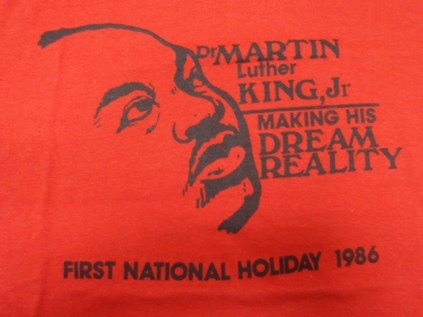 Dr MARTIN
Luther
KING, Jr
MAKING HIS
DREAM
REALITY
FIRST NATIONAL HOLIDAY 1986